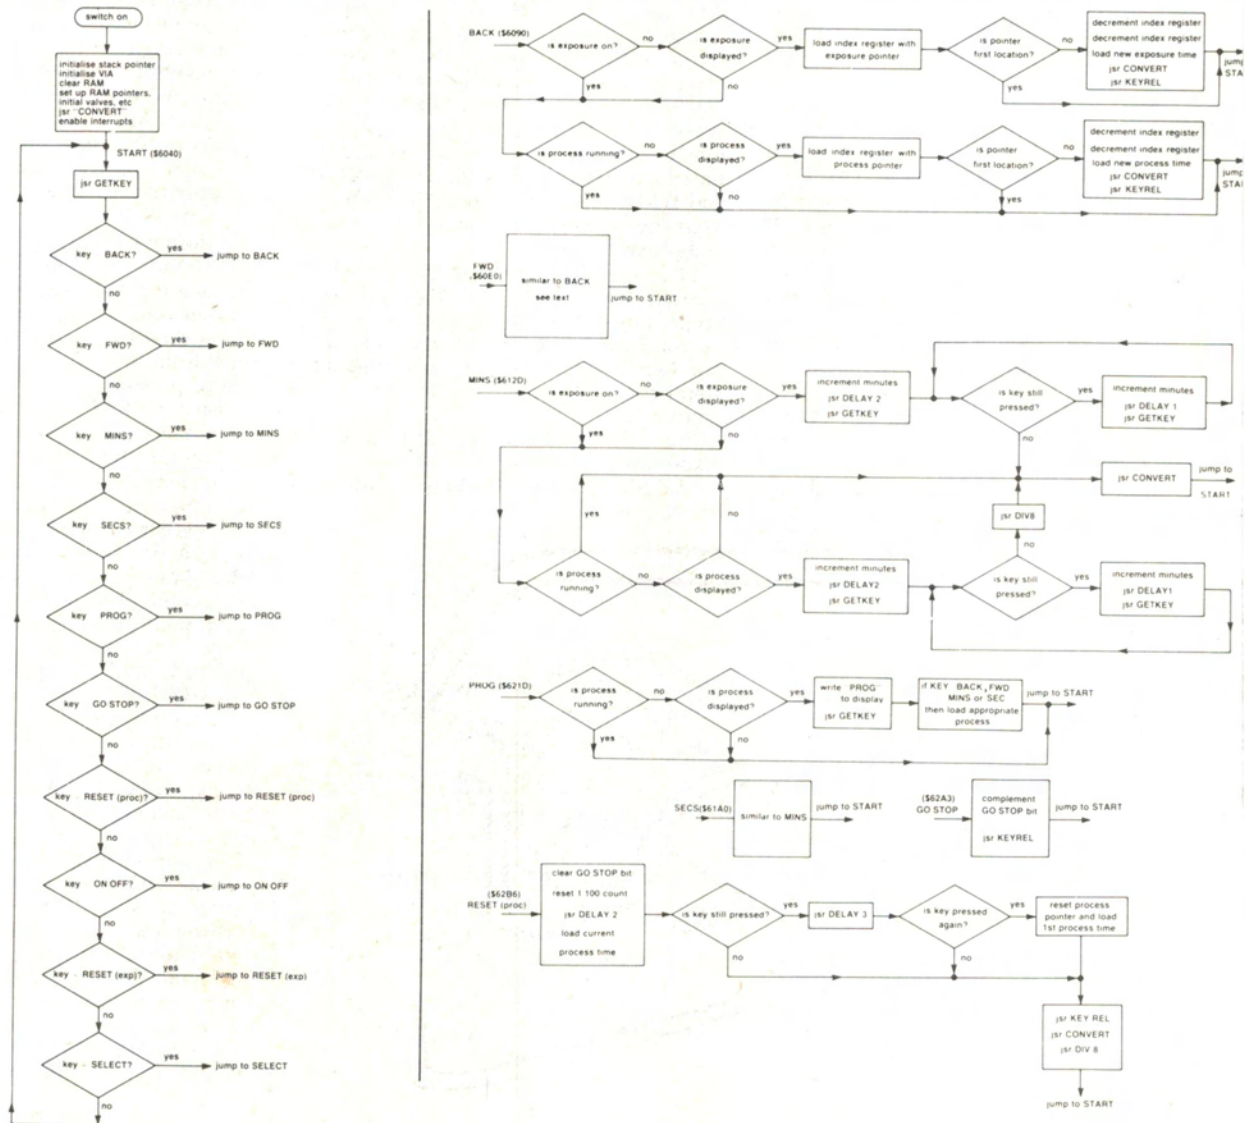 switch on
initialise stack pointer
initialise VIA
clear RAM
set up RAM pointers,
initial valves, etc
jsr "CONVERT"
enable interrupts
START ($6040)
jsr GETKEY
key BACK?
yes
jump to BACK
no
key FWD?
yes
jump to FWD
no
key MINS?
yes
jump to MINS
no
key SECS?
yes
jump to SECS
no
key PROG?
yes
jump to PROG
no
key GO STOP?
yes
jump to GO STOP
no
key - RESET (proc)?
yes
jump to RESET (proc)
no
key ON OFF?
yes
jump to ON OFF
no
key - RESET (exp)?
yes
jump to RESET (exp)
no
key - SELECT?
yes
jump to SELECT
no
BACK ($6090)
is exposure on?
no
yes
is exposure
displayed?
yes
no
load index register with
exposure pointer
is pointer
first location?
no
yes
decrement index register
decrement index register
load new exposure time
jsr CONVERT
jsr KEYREL
jump
STA
is process running?
no
yes
is process
displayed?
yes
no
load index register with
process pointer
is pointer
first location?
no
yes
decrement index register
decrement index register
load new process time
jsr CONVERT
jsr KEYREL
jump
STA
FWD
($60E0)
similar to BACK
see text
jump to START
MINS ($612D)
is exposure on?
no
yes
is exposure
displayed?
yes
no
increment minutes
jsr DELAY 2
jsr GETKEY
is key still
pressed?
yes
no
increment minutes
jsr DELAY 1
jsr GETKEY
jsr CONVERT
jump to
START
jsr DIV8
no
yes
no
is process
running?
no
is process
displayed?
yes
increment minutes
jsr DELAY2
jsr GETKEY
is key still
pressed?
yes
increment minutes
jsr DELAY1
jsr GETKEY
PROG ($621D)
is process
running?
no
yes
is process
displayed?
yes
no
write "PROG"
to display
jsr GETKEY
if KEY BACK, FWD
MINS or SEC
then load appropriate
process
jump to START
SECS($61A0)
similar to MINS
jump to START
($62A3)
GO STOP
complement
GO STOP bit
jsr KEYREL
jump to START
($62B6)
RESET (proc)
clear GO STOP bit
reset 1 100 count
jsr DELAY 2
load current
process time
is key still pressed?
yes
no
jsr DELAY 3
is key pressed
again?
yes
no
reset process
pointer and load
1st process time
jsr KEY REL
jsr CONVERT
jsr DIV 8
jump to START